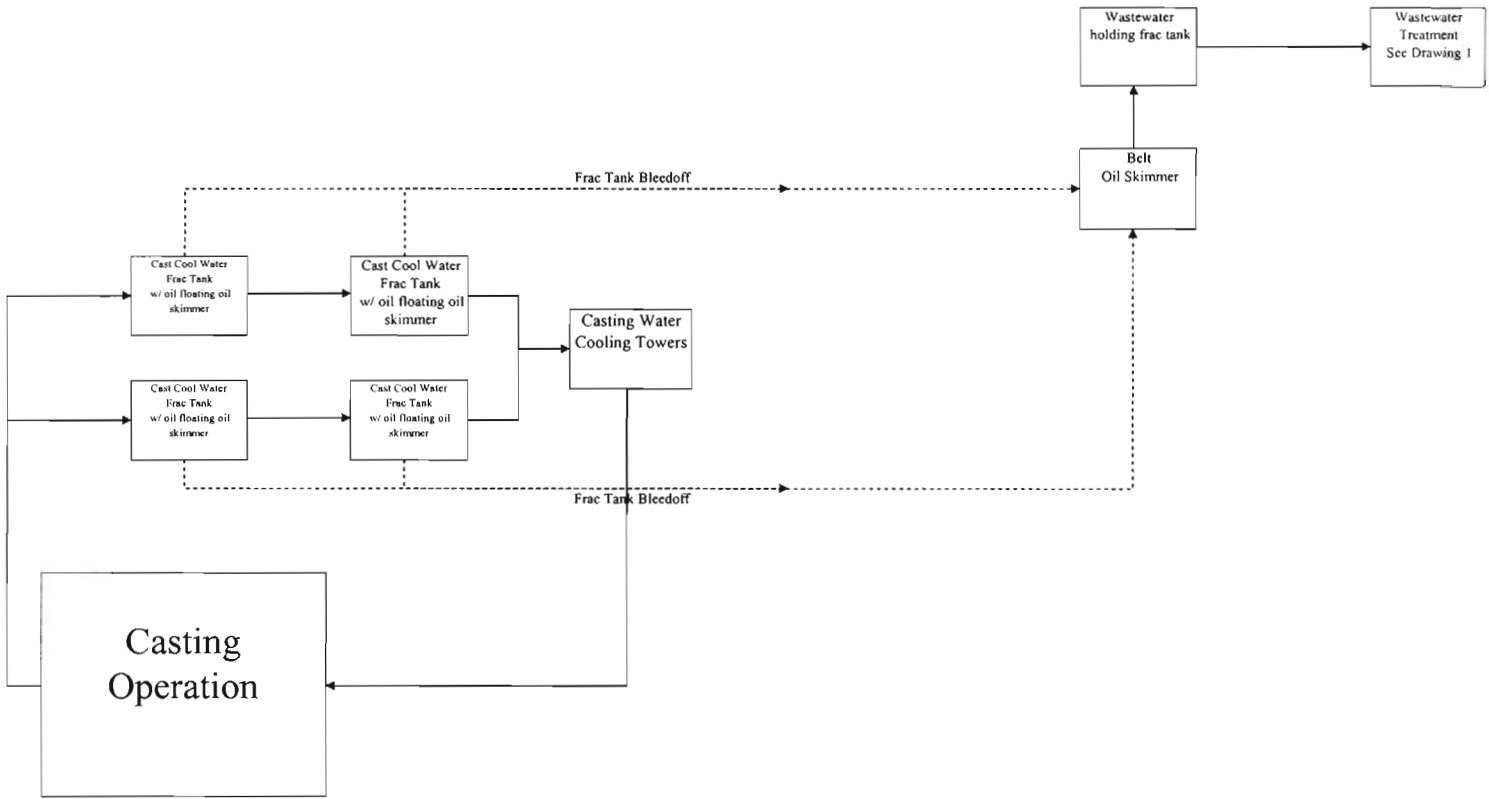 Wastewater
holding frac tank
Wastewater
Treatment
See Drawing 1
Belt
Oil Skimmer
Frac Tank Bleedoff
Cast Cool Water
Frac Tank
w/ oil floating oil
skimmer
Cast Cool Water
Frac Tank
w/ oil floating oil
skimmer
Casting Water
Cooling Towers
Cast Cool Water
Frac Tank
w/ oil floating oil
skimmer
Cast Cool Water
Frac Tank
w/ oil floating oil
skimmer
Frac Tank Bleedoff
Casting
Operation